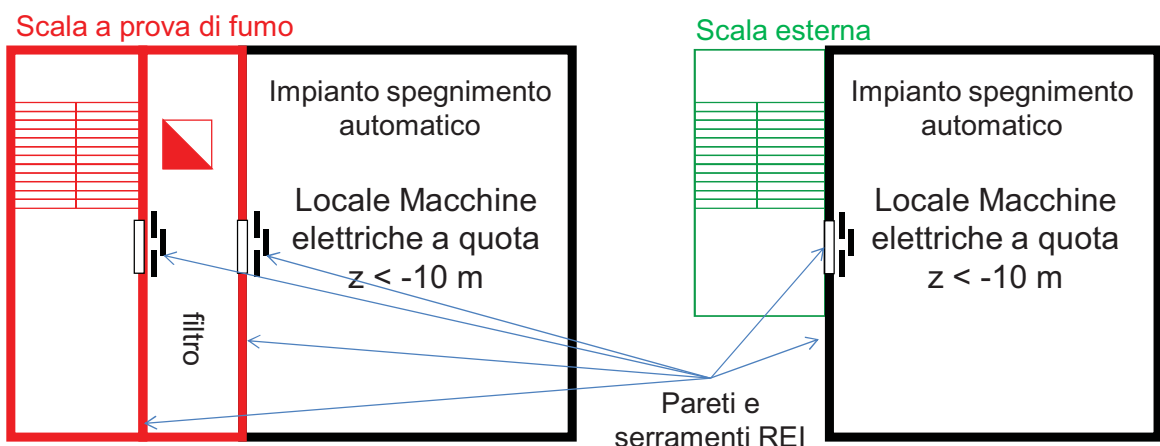 Scala a prova di fumo
Impianto spegnimento
automatico
Locale Macchine
elettriche a quota
z < -10 m
filtro
Scala esterna
Impianto spegnimento
automatico
Locale Macchine
elettriche a quota
z < -10 m
Pareti e
serramenti REI